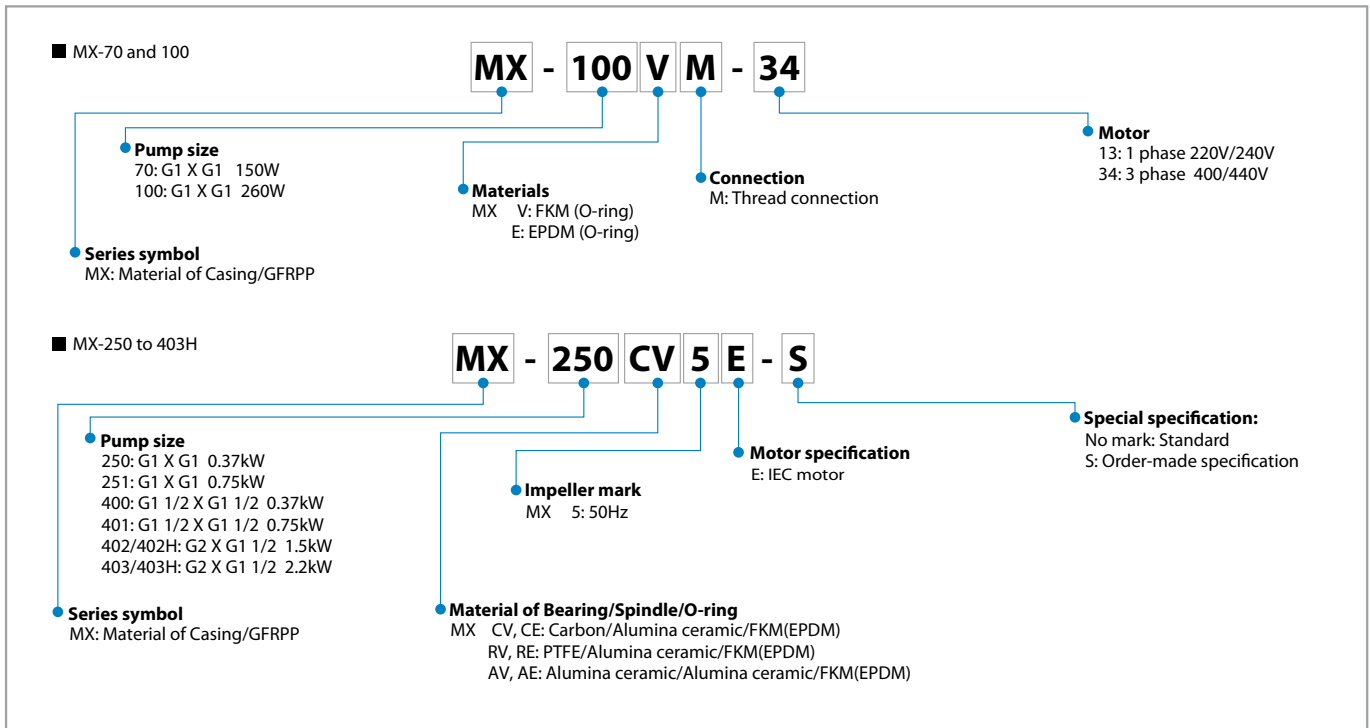 ■ MX-70 and 100
MX - 100 V M - 34
Pump size
70: G1 X G1 150W
100: G1 X G1 260W
Materials
MX V: FKM (O-ring)
E: EPDM (O-ring)
Connection
M: Thread connection
Motor
13: 1 phase 220V/240V
34: 3 phase 400/440V
Series symbol
MX: Material of Casing/GFRPP
■ MX-250 to 403H
MX - 250 CV 5 E - S
Pump size
250: G1 X G1 0.37kW
251: G1 X G1 0.75kW
400: G1 1/2 X G1 1/2 0.37kW
401: G1 1/2 X G1 1/2 0.75kW
402/402H: G2 X G1 1/2 1.5kW
403/403H: G2 X G1 1/2 2.2kW
Impeller mark
MX 5: 50Hz
Motor specification
E: IEC motor
Special specification:
No mark: Standard
S: Order-made specification
Series symbol
MX: Material of Casing/GFRPP
Material of Bearing/Spindle/O-ring
MX CV, CE: Carbon/Alumina ceramic/FKM(EPDM)
RV, RE: PTFE/Alumina ceramic/FKM(EPDM)
AV, AE: Alumina ceramic/Alumina ceramic/FKM(EPDM)